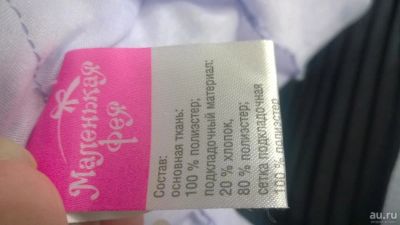 Маленькая
фея
Состав:
основная ткань:
100 % полиэстер;
подкладочный материал:
20 % хлопок,
80 % полиэстер;
сетка подкладочная
100 % полиэстер
au.ru